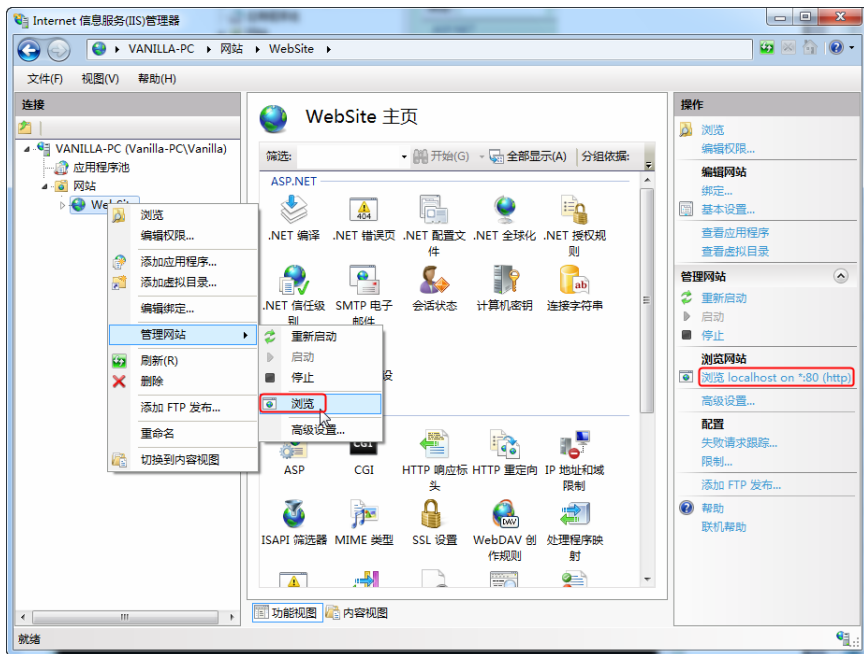 Internet 信息服务(IIS)管理器
VANILLA-PC
网站
WebSite
文件(F) 视图(V) 帮助(H)
连接
VANILLA-PC (Vanilla-PC\Vanilla)
应用程序池
网站
浏览
编辑权限...
添加应用程序...
添加虚拟目录...
编辑绑定...
管理网站
刷新(R)
删除
添加 FTP 发布...
重命名
切换到内容视图
重新启动
启动
停止
浏览
高级设置...
WebSite 主页
筛选: 开始(G) 全部显示(A) 分组依据:
ASP.NET
.NET 编译 .NET 错误页 .NET 配置文件 .NET 全球化 .NET 授权规则
.NET 信任级别 SMTP 电子邮件 会话状态 计算机密钥 连接字符串
设
ASP CGI HTTP 响应标头 HTTP 重定向 IP 地址和域限制
ISAPI 筛选器 MIME 类型 SSL 设置 WebDAV 创作规则 处理程序映射
功能视图 内容视图
操作
浏览
编辑权限...
编辑网站
绑定...
基本设置...
查看应用程序
查看虚拟目录
管理网站
重新启动
启动
停止
浏览网站
浏览 localhost on *:80 (http)
高级设置...
配置
失败请求跟踪...
限制...
添加 FTP 发布...
帮助
联机帮助
就绪